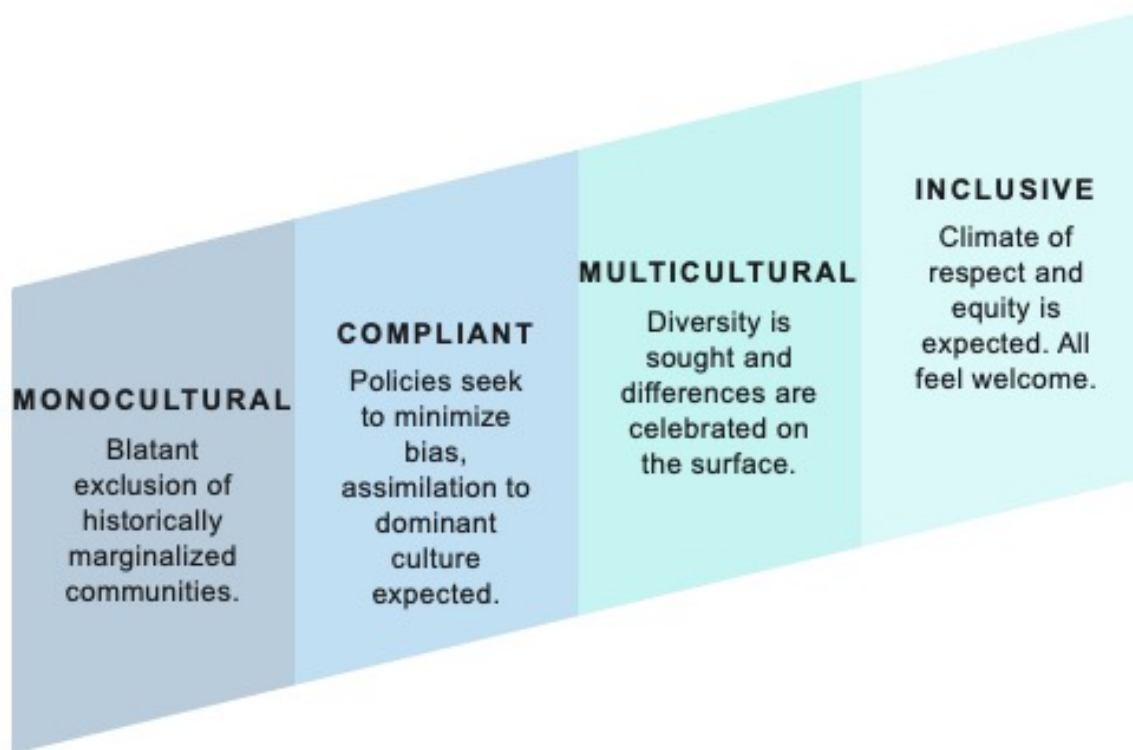 MONOCULTURAL
Blatant
exclusion of
historically
marginalized
communities.
COMPLIANT
Policies seek
to minimize
bias,
assimilation to
dominant
culture
expected.
MULTICULTURAL
Diversity is
sought and
differences are
celebrated on
the surface.
INCLUSIVE
Climate of
respect and
equity is
expected. All
feel welcome.